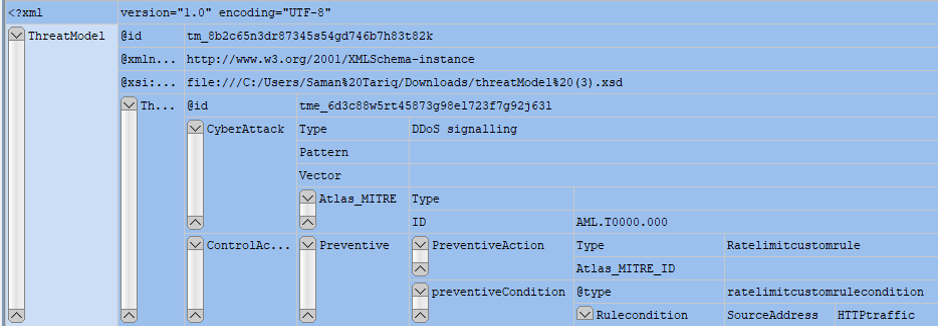 <?xml version="1.0" encoding="UTF-8"
ThreatModel @id tm_8b2c65n3dr87345s54gd746b7h83t82k
@xmln... http://www.w3.org/2001/XMLSchema-instance
@xsi:... file:///C:/Users/Saman%20Tariq/Downloads/threatModel%20(3).xsd
Th... @id tme_6d3c88w5rt45873g98el723f7g92j63l
CyberAttack Type DDoS signalling
Pattern
Vector
Atlas_MITRE Type
ID AML.T0000.000
ControlAc... Preventive PreventiveAction Type Ratelimitcustomrule
Atlas_MITRE_ID
preventiveCondition @type ratelimitcustomrulecondition
Rulecondition SourceAddress HTTPtraffic